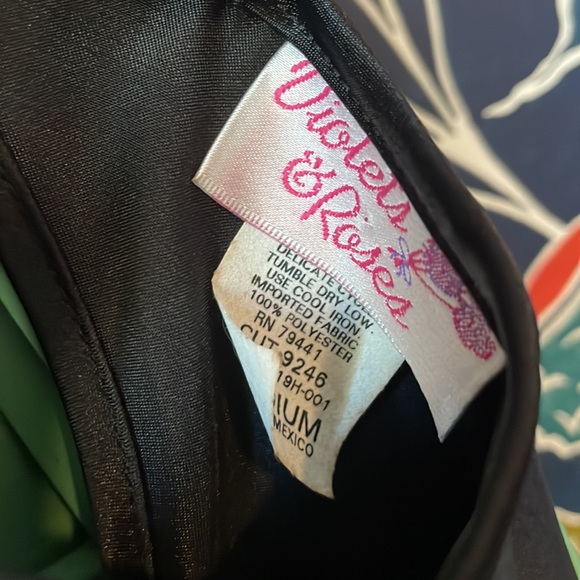 Violets
& Roses
DELICATE
TUMBLE DRY LOW
USE COOL IRON
IMPORTED FABRIC
100% POLYESTER
RN 79441
CUT 9246
19H-001
IUM
MEXICO